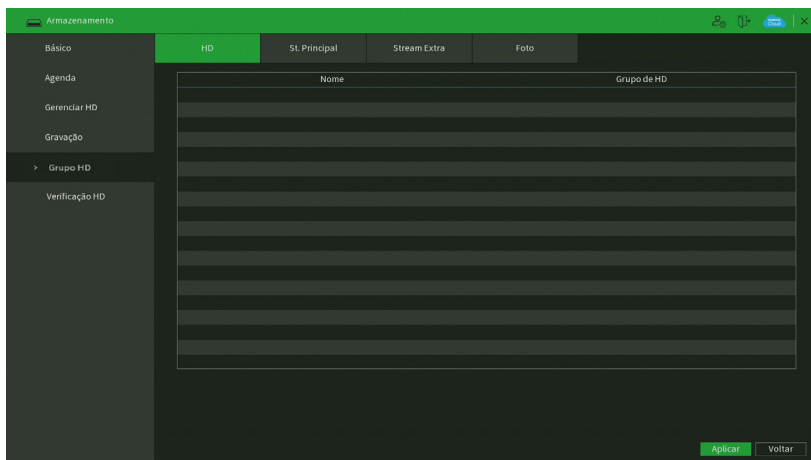 Armazenamento
Básico
HD St. Principal Stream Extra Foto
Agenda
Nome Grupo de HD
Gerenciar HD
Gravação
> Grupo HD
Verificação HD
Aplicar Voltar